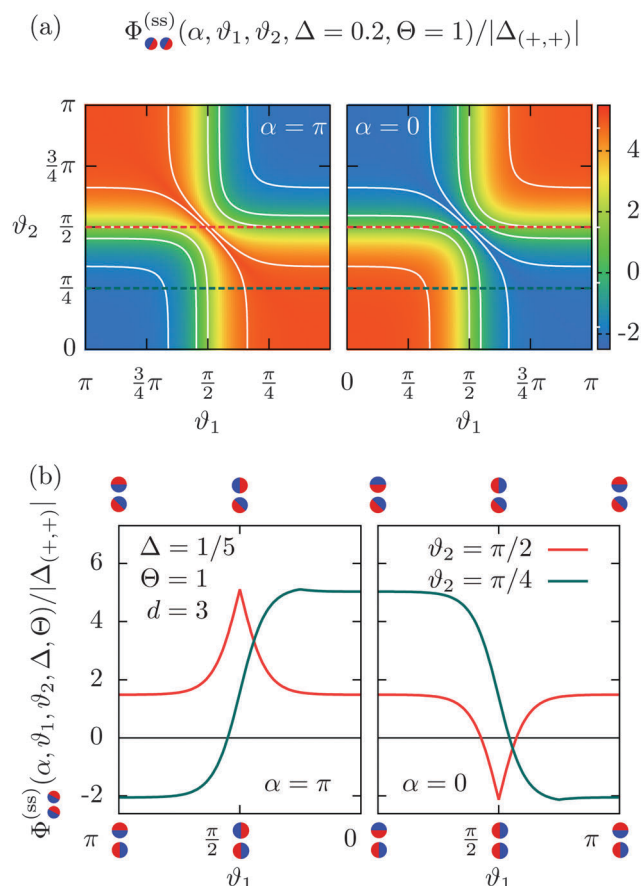 (a) Φ(ss)(α, ϑ1, ϑ2, Δ = 0.2, Θ = 1)/|Δ(+,+)|
α = π α = 0
π
3/4π
ϑ2 π/2
π/4
0
4
2
0
-2
π 3/4π π/2 π/4 0 π/4 π/2 3/4π π
ϑ1 ϑ1
(b)
Φ(ss)(α, ϑ1, ϑ2, Δ, Θ)/|Δ(+,+)|
6
4
2
0
-2
Δ = 1/5
Θ = 1
d = 3
ϑ2 = π/2
ϑ2 = π/4
α = π α = 0
π π/2 0 π/2 π
ϑ1 ϑ1